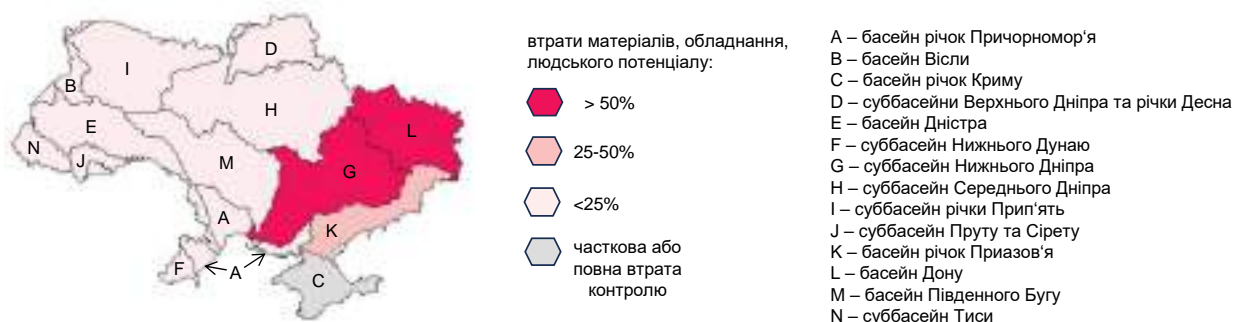 D
I
B
H
E
L
N
J
M
G
A
K
F
A
C
втрати матеріалів, обладнання,
людського потенціалу:
> 50%
25-50%
<25%
часткова або
повна втрата
контролю
A – басейн річок Причорномор‘я
B – басейн Вісли
C – басейн річок Криму
D – суббасейни Верхнього Дніпра та річки Десна
E – басейн Дністра
F – суббасейн Нижнього Дунаю
G – суббасейн Нижнього Дніпра
H – суббасейн Середнього Дніпра
I – суббасейн річки Прип‘ять
J – суббасейн Пруту та Сірету
K – басейн річок Приазов‘я
L – басейн Дону
M – басейн Південного Бугу
N – суббасейн Тиси